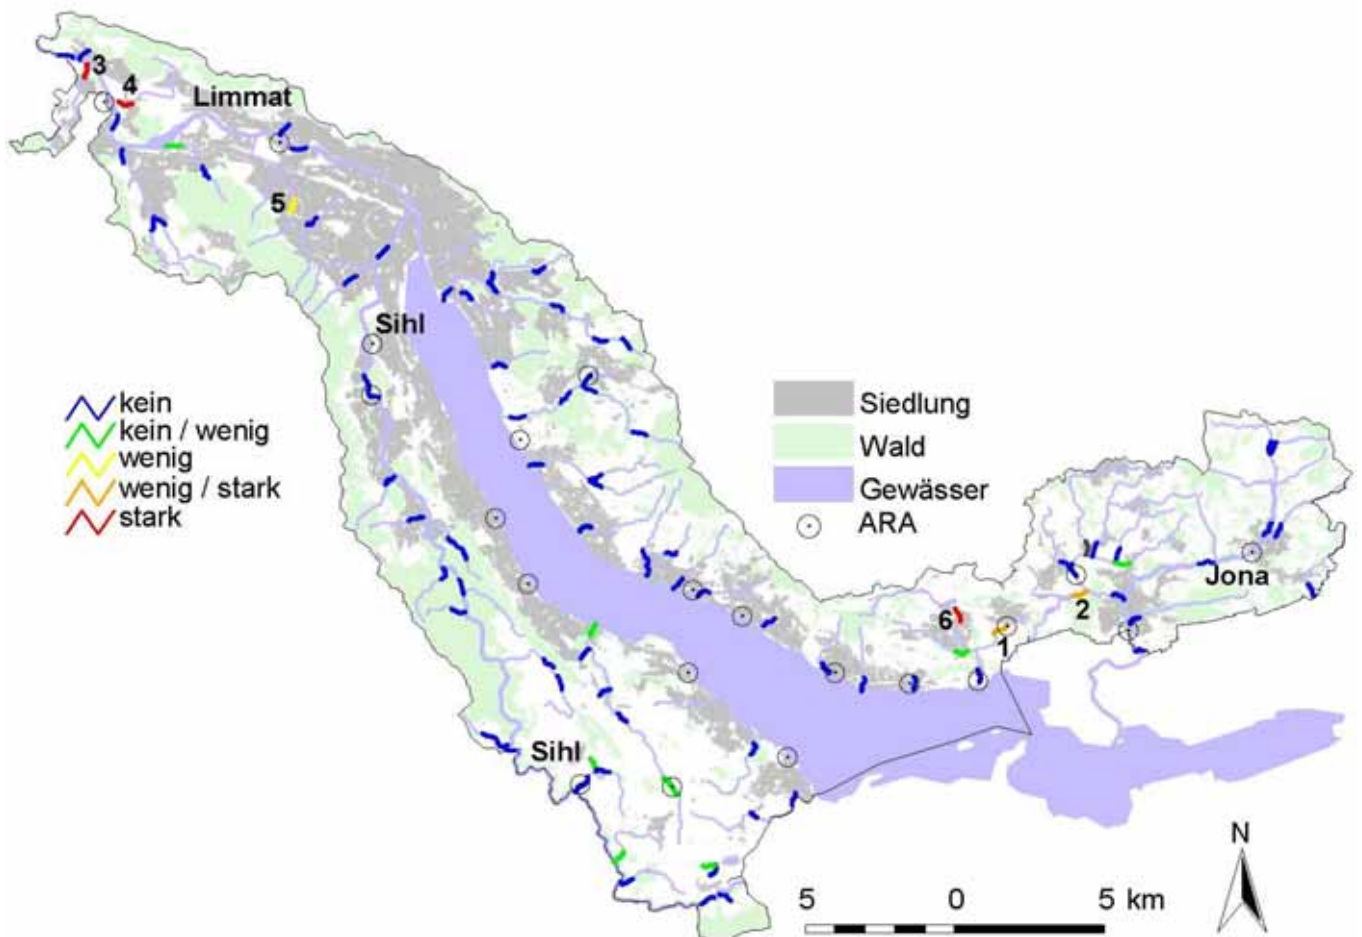 3
4
Limmat
5
Sihl
kein
kein / wenig
wenig
wenig / stark
stark
Siedlung
Wald
Gewässer
ARA
Jona
2
6
1
Sihl
N
5 0 5 km